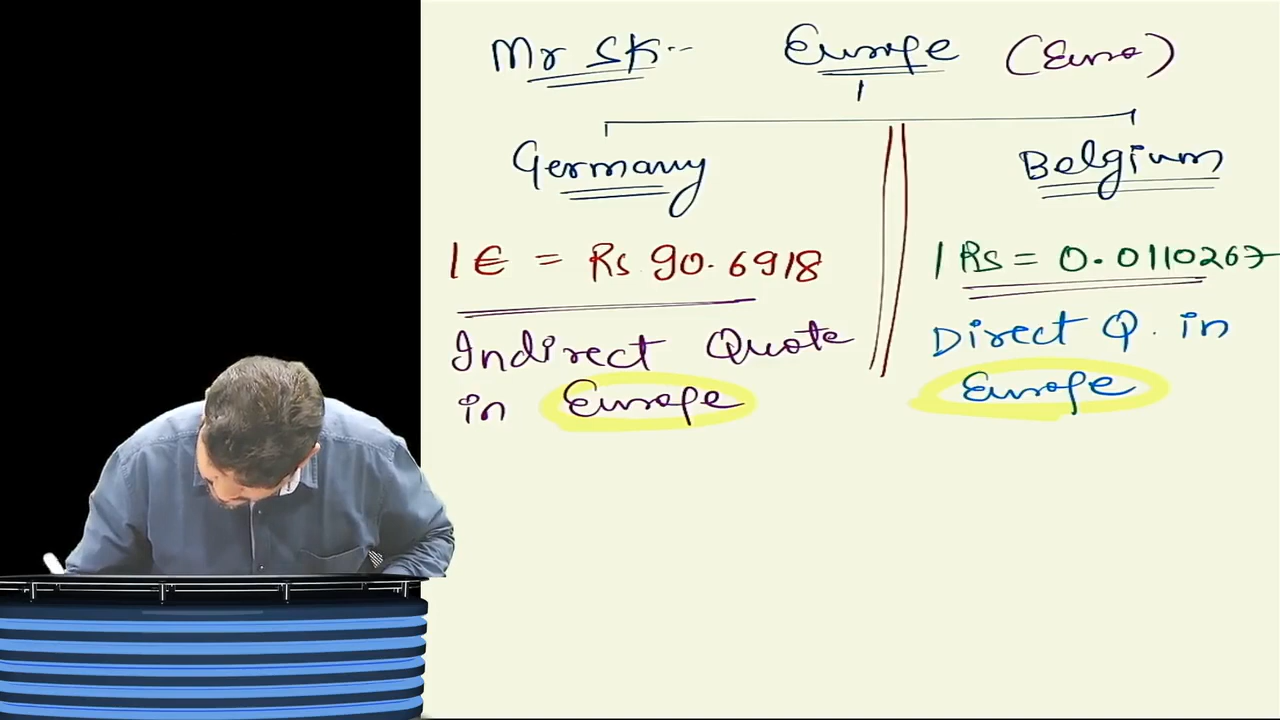 Mr SK-- Europe (Euro)
Germany
1 € = Rs 90.6918
Indirect Quote
in Europe
Belgium
1 Rs = 0.0110267
Direct Q. in
Europe